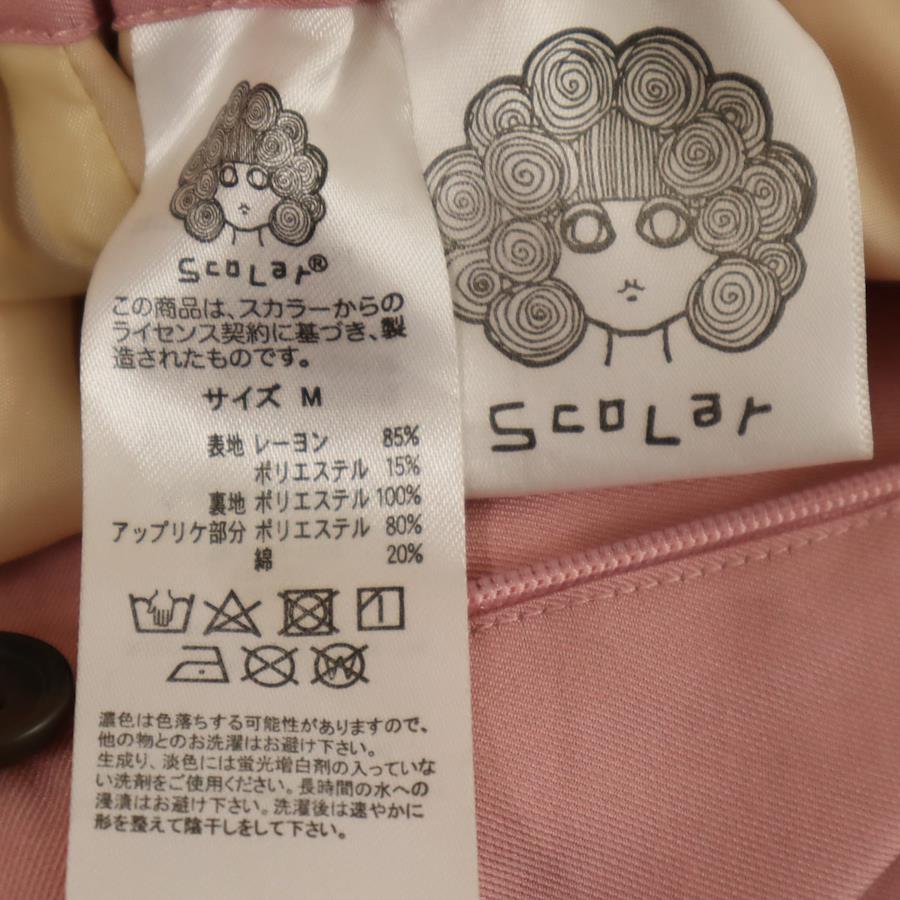 ScoLar®
この商品は、スカラーからの
ライセンス契約に基づき、製
造されたものです。
サイズ M
表地 レーヨン 85%
ポリエステル 15%
裏地 ポリエステル 100%
アップリケ部分 ポリエステル 80%
綿 20%
W
濃色は色落ちする可能性がありますので、
他の物とのお洗濯はお避け下さい。
生成り、淡色には蛍光増白剤の入っていな
い洗剤をご使用ください。長時間の水への
浸漬はお避け下さい。洗濯後は速やかに
形を整えて陰干しをして下さい。
ScoLar